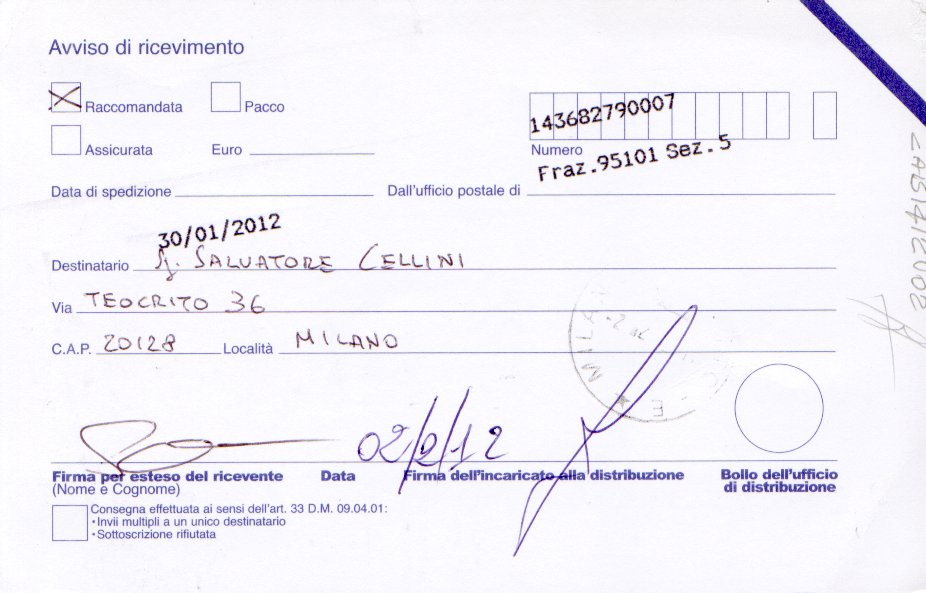 Avviso di ricevimento
Raccomandata Pacco
143682790007
Assicurata Euro Numero
Fraz.95101 Sez.5
Data di spedizione Dall'ufficio postale di
30/01/2012
Destinatario Sig. SALVATORE CELLINI
Via TEOCRITO 36
C.A.P. 20128 Località MILANO
MILAN
02/2/12
Firma per esteso del ricevente Data Firma dell'incaricato alla distribuzione Bollo dell'ufficio
(Nome e Cognome) di distribuzione
Consegna effettuata ai sensi dell'art. 33 D.M. 09.04.01:
• Invii multipli a un unico destinatario
• Sottoscrizione rifiutata